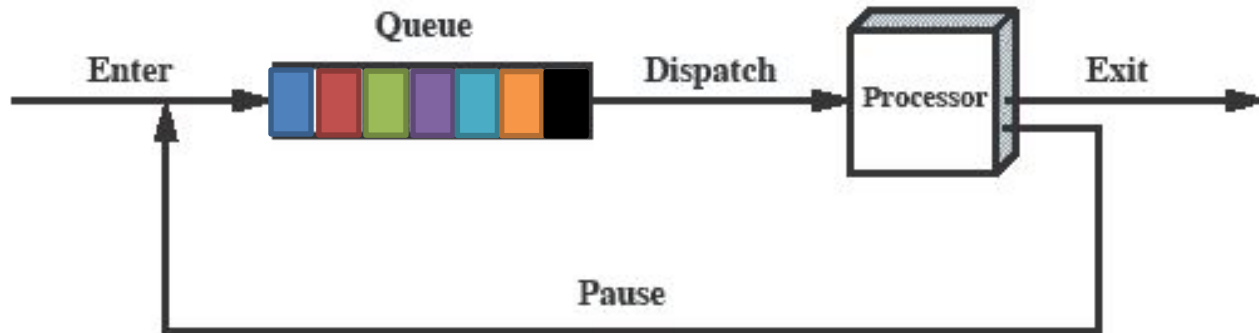 Queue
Enter
Dispatch
Processor
Exit
Pause